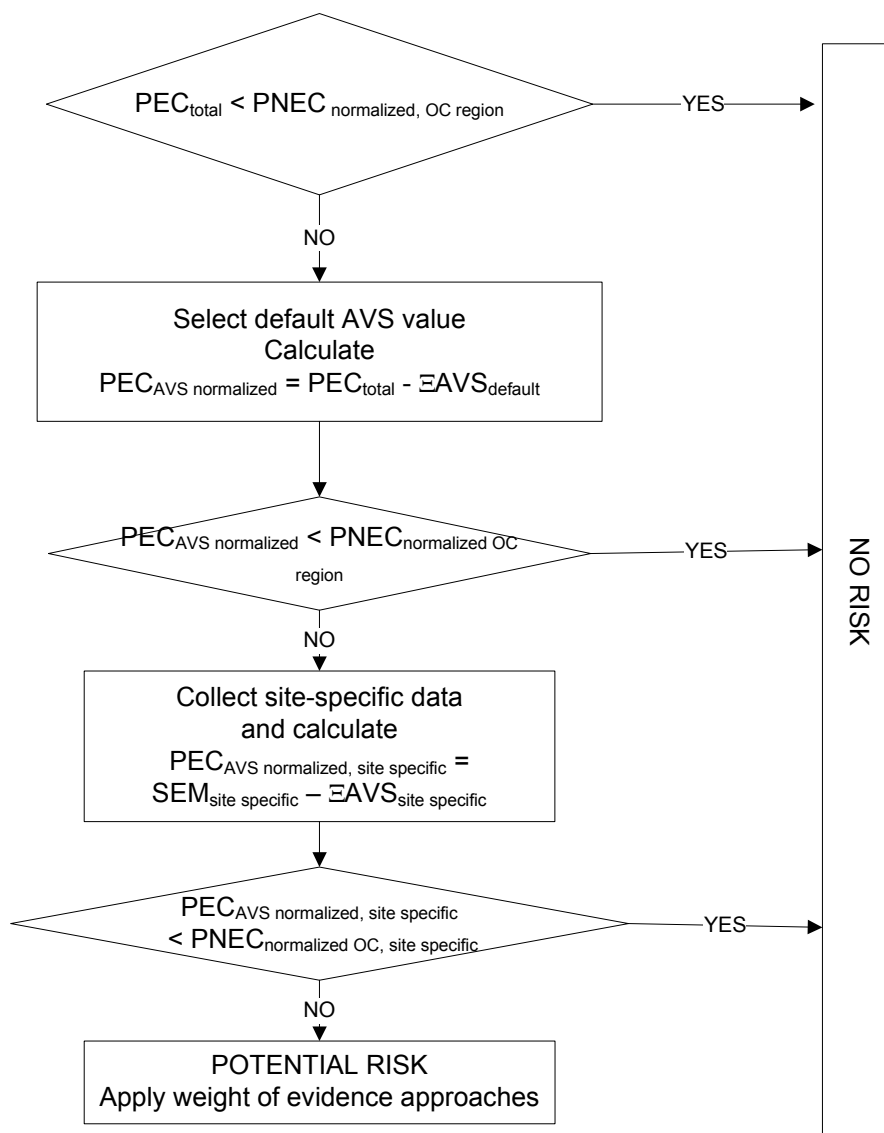 PECtotal < PNEC normalized, OC region
YES
NO
Select default AVS value
Calculate
PECAVS normalized = PECtotal - ΞAVSdefault
PECAVS normalized < PNECnormalized OC
region
YES
NO
Collect site-specific data
and calculate
PECAVS normalized, site specific =
SEMsite specific – ΞAVSsite specific
PECAVS normalized, site specific
< PNECnormalized OC, site specific
YES
NO
POTENTIAL RISK
Apply weight of evidence approaches
NO RISK